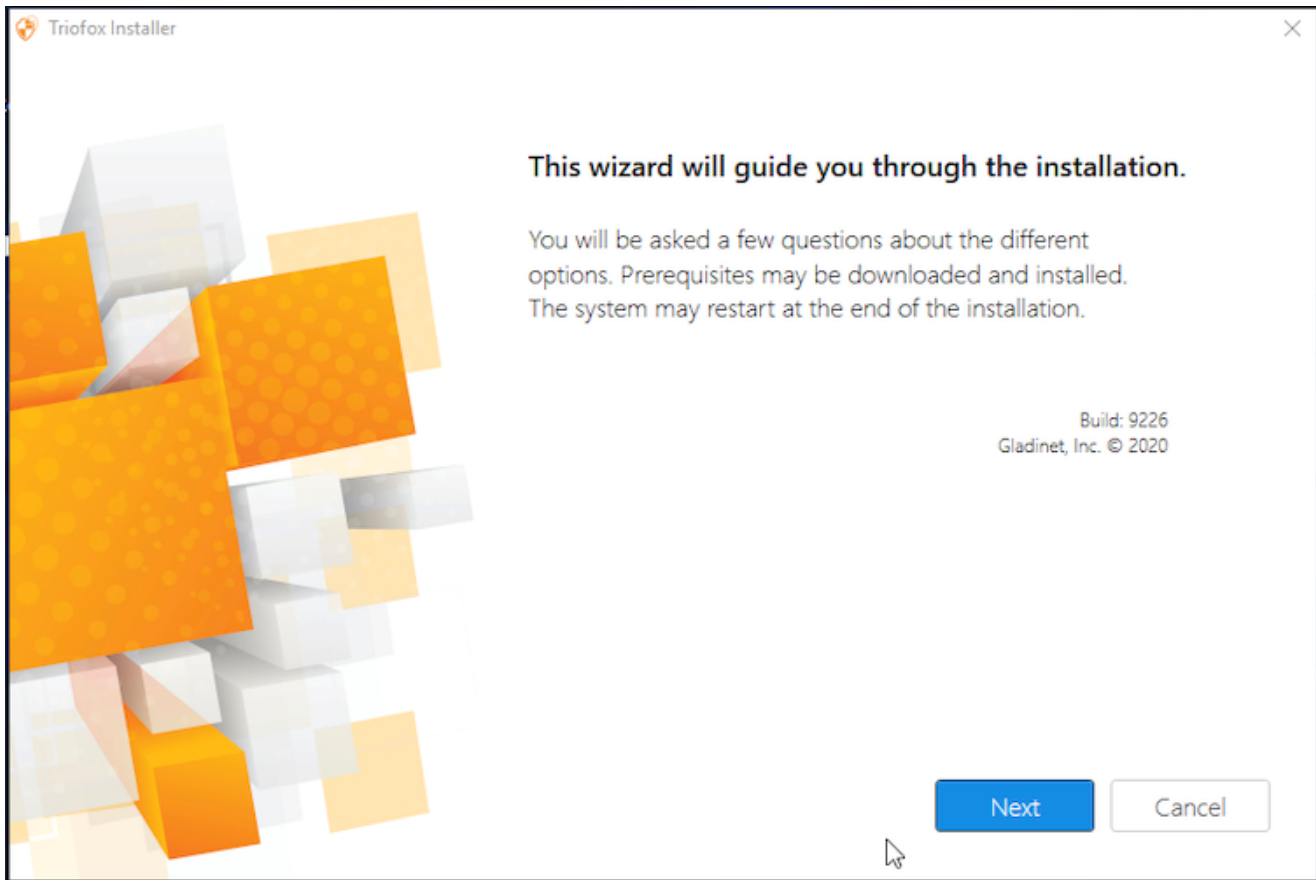 Triofox Installer
This wizard will guide you through the installation.
You will be asked a few questions about the different
options. Prerequisites may be downloaded and installed.
The system may restart at the end of the installation.
Build: 9226
Gladinet, Inc. © 2020
Next
Cancel